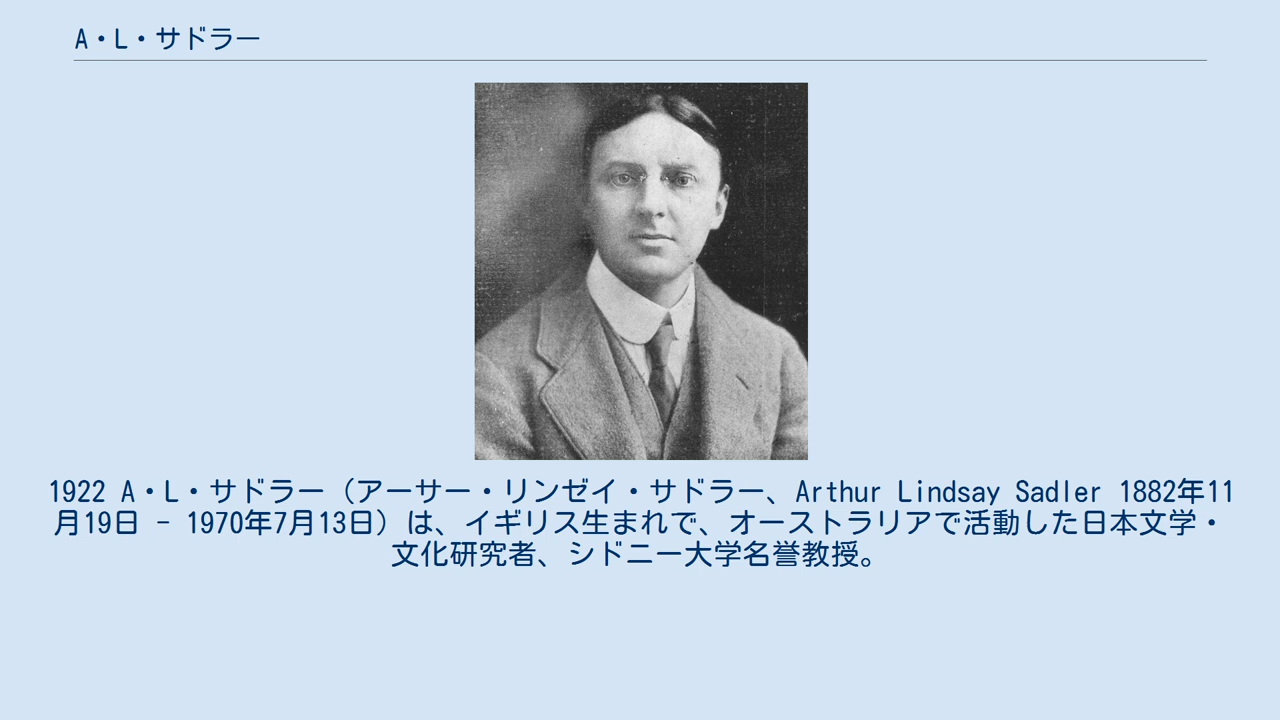 A・L・サドラー
1922 A・L・サドラー（アーサー・リンゼイ・サドラー、Arthur Lindsay Sadler 1882年11
月19日 - 1970年7月13日）は、イギリス生まれで、オーストラリアで活動した日本文学・
文化研究者、シドニー大学名誉教授。